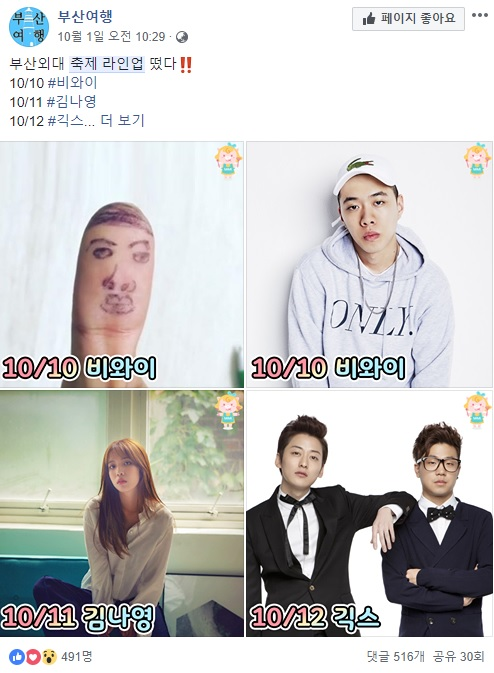 부산
여행
부산여행
10월 1일 오전 10:29 ·
페이지 좋아요
부산외대 축제 라인업 떴다‼
10/10 #비와이
10/11 #김나영
10/12 #긱스... 더 보기
ONLY.
10/10 비와이
10/10 비와이
10/11 김나영
10/12 긱스
491명
댓글 516개 공유 30회